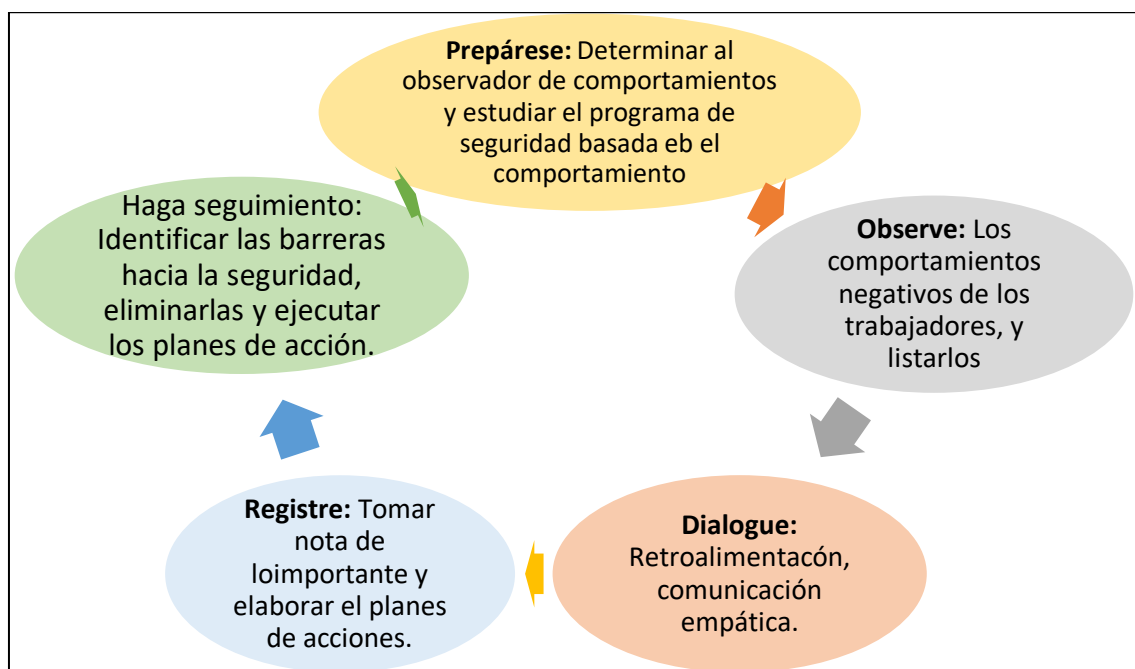 Prepárese: Determinar al
observador de comportamientos
y estudiar el programa de
seguridad basada eb el
comportamiento
Observe: Los
comportamientos
negativos de los
trabajadores, y
listarlos
Dialogue:
Retroalimentacón,
comunicación
empática.
Registre: Tomar
nota de
loimportante y
elaborar el planes
de acciones.
Haga seguimiento:
Identificar las barreras
hacia la seguridad,
eliminarlas y ejecutar
los planes de acción.